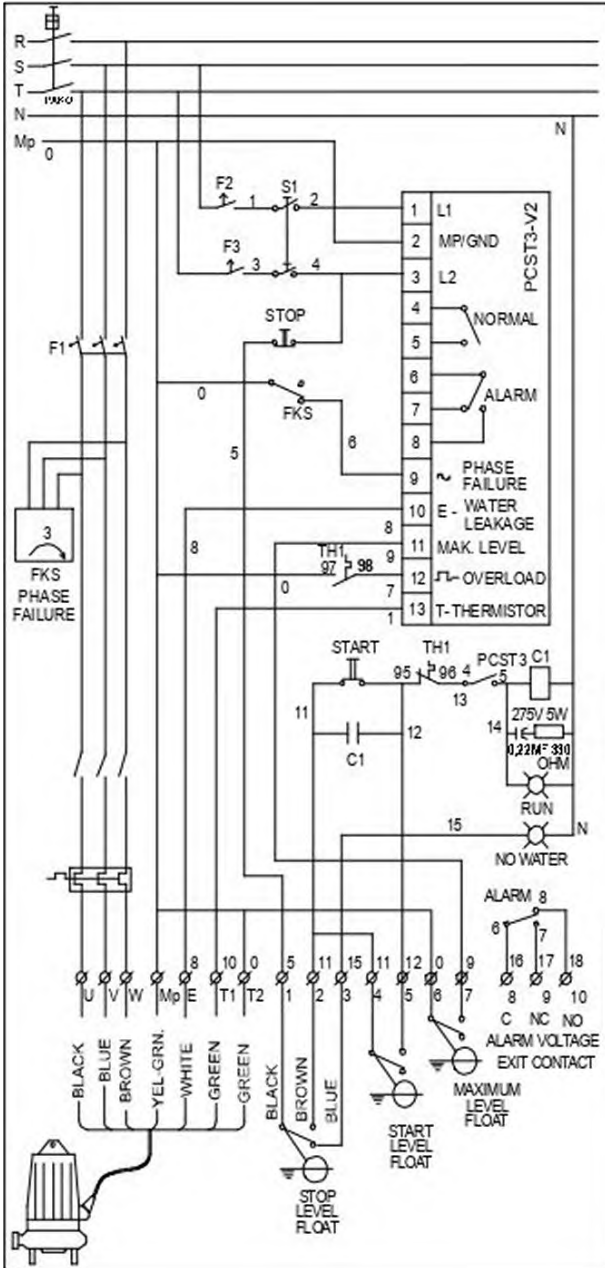 R
S
T
N
N
Mp
0
F2
1
S1
2
F3
3
4
STOP
F1
0
FKS
5
6
8
3
FKS
PHASE
FAILURE
PCST3-V2
1 L1
2 MP/GND
3 L2
4
NORMAL
5
6
7
ALARM
8
9 ~ PHASE
FAILURE
10 E - WATER
LEAKAGE
8
11 MAK. LEVEL
9
TH1
97 98
12 OVERLOAD
0
7
13 T-THERMISTOR
1
START
TH1
PCST3
C1
95 96 4 5
13
11
12
14
275V 5W
C1
OHM
RUN
15
N
NO WATER
ALARM 8
6
7
8 10 0 5 11 15 11 12 0 9 16 17 18
U V W Mp E T1 T2 1 2 3 4 5 6 7 8 9 10
C NC NO
ALARM VOLTAGE
EXIT CONTACT
BLACK
BLUE
BROWN
YEL-GRN.
WHITE
GREEN
GREEN
BLACK
BROWN
BLUE
MAXIMUM
LEVEL
FLOAT
START
LEVEL
FLOAT
STOP
LEVEL
FLOAT